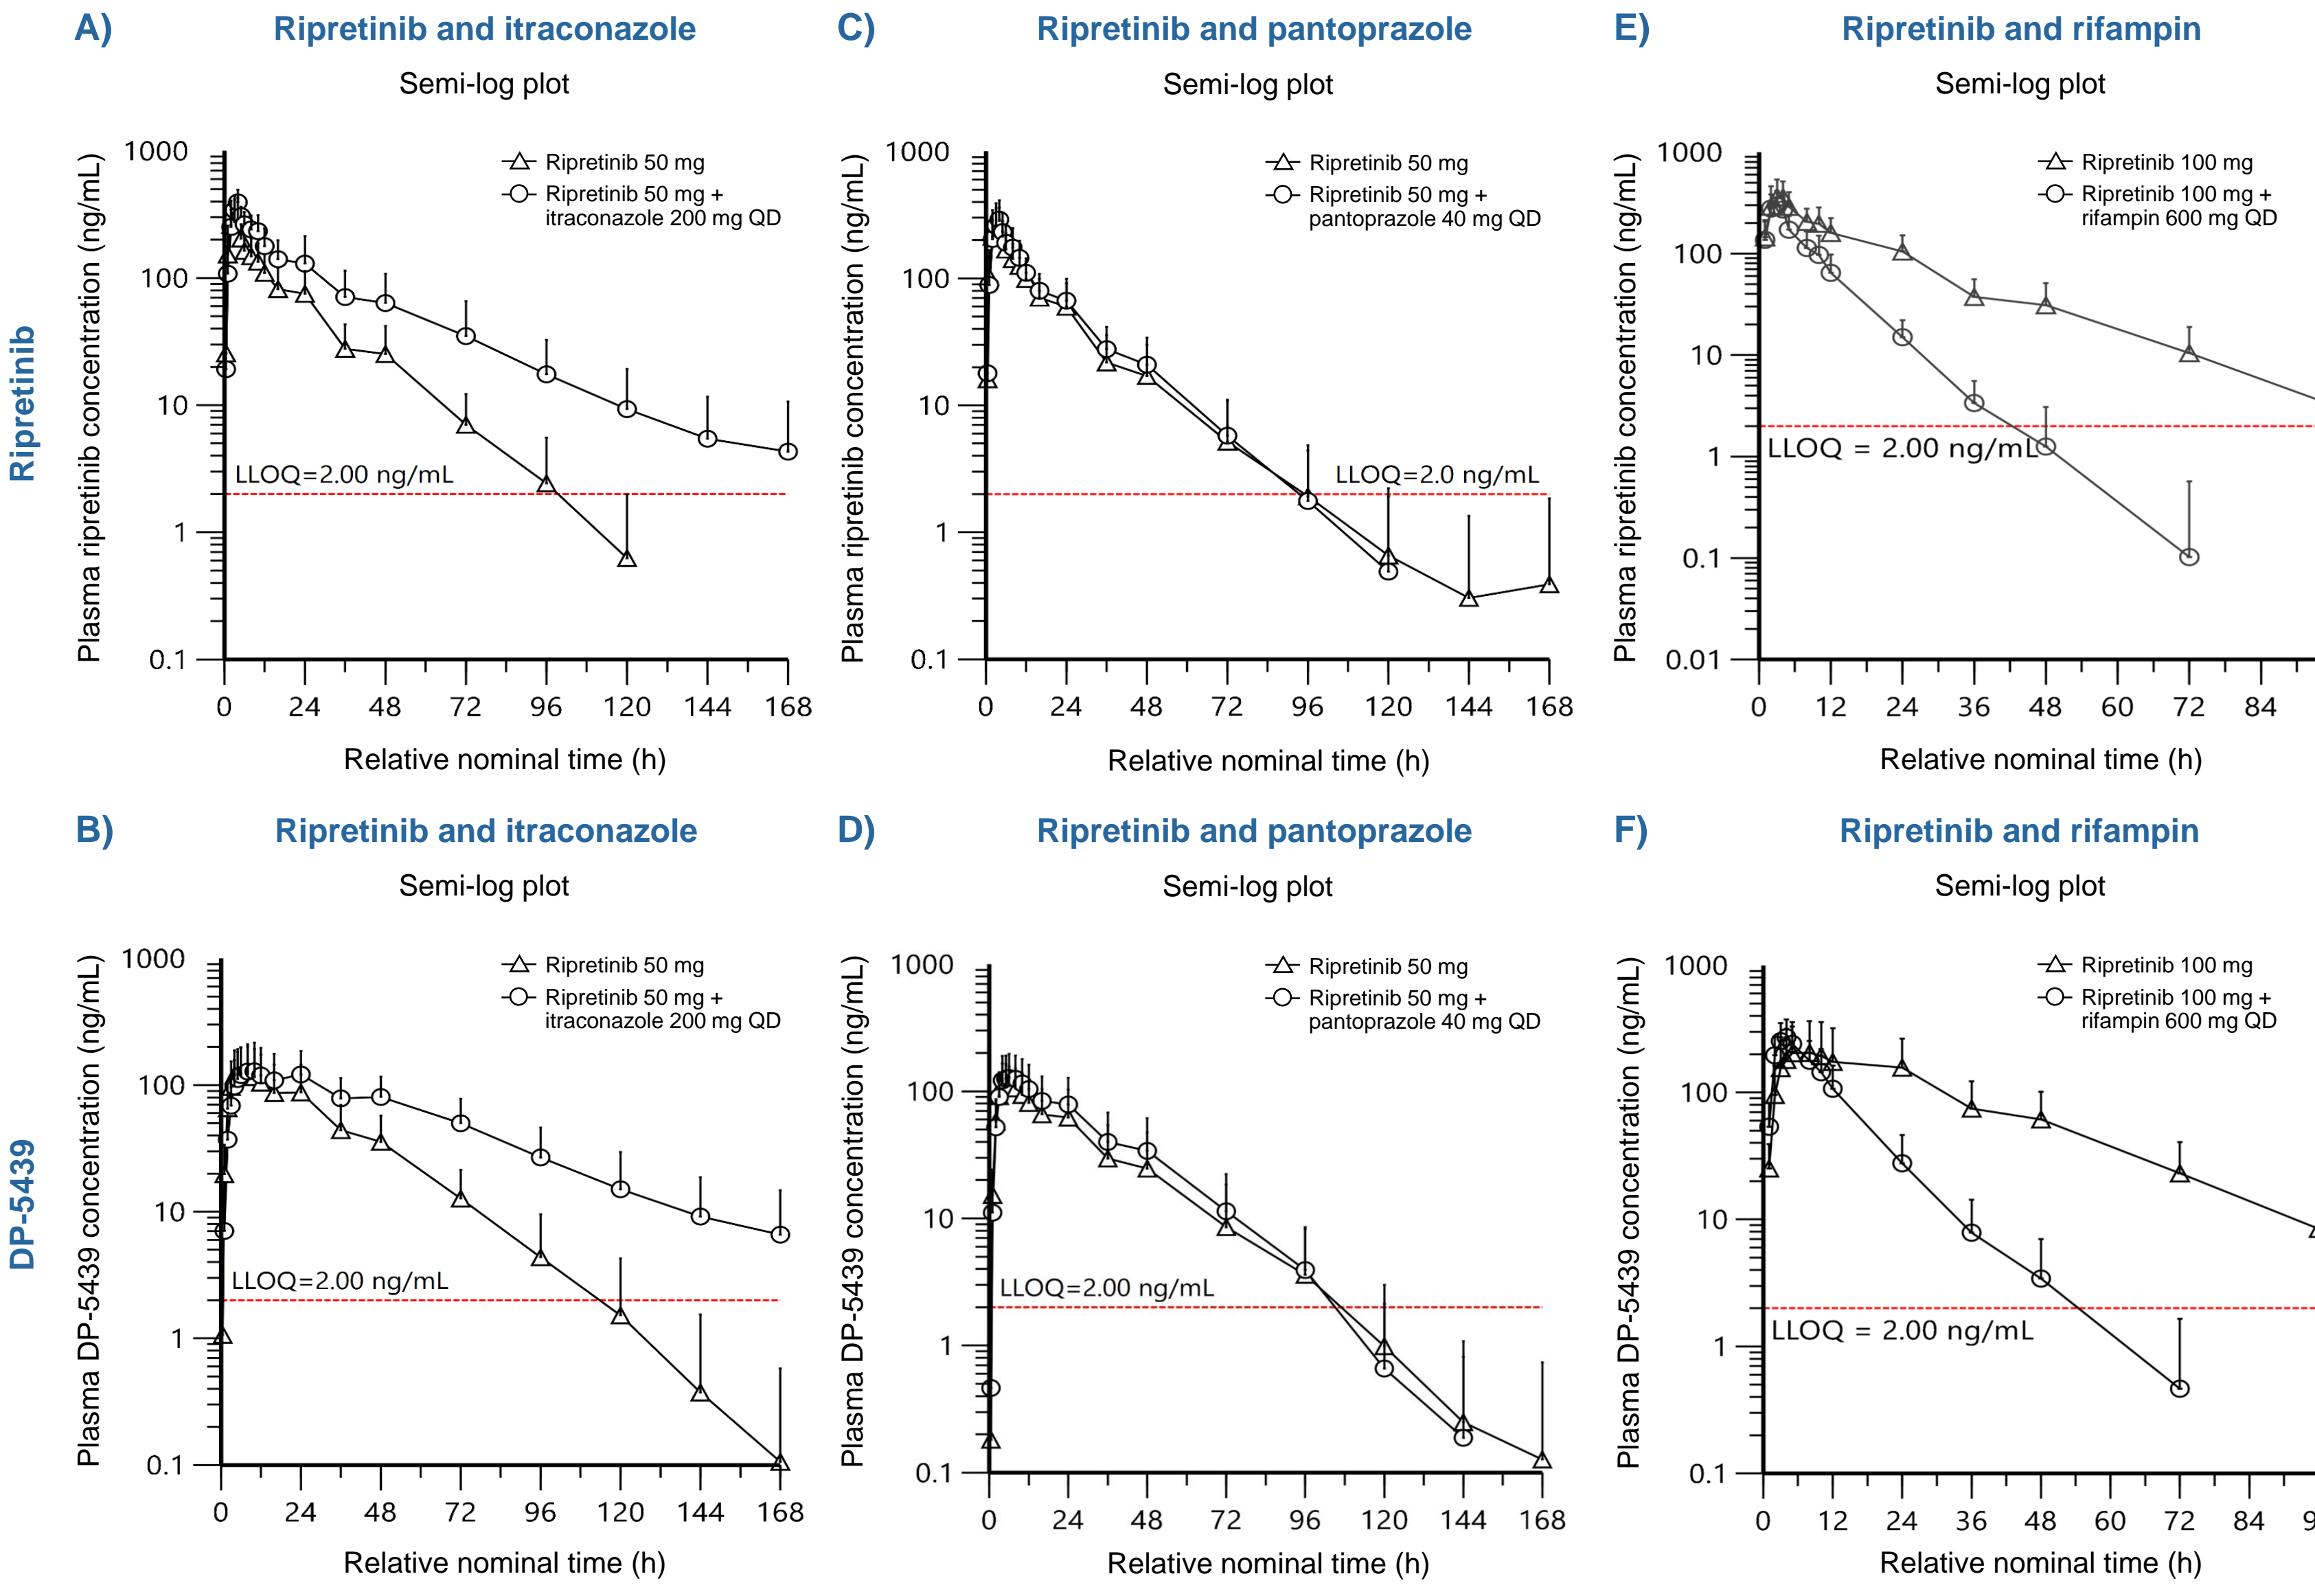 A) Ripretinib and itraconazole
Semi-log plot
Plasma ripretinib concentration (ng/mL)
1000
100
10
1
0.1
Ripretinib 50 mg
Ripretinib 50 mg +
itraconazole 200 mg QD
LLOQ=2.00 ng/mL
0 24 48 72 96 120 144 168
Relative nominal time (h)
C) Ripretinib and pantoprazole
Semi-log plot
Plasma ripretinib concentration (ng/mL)
1000
100
10
1
0.1
Ripretinib 50 mg
Ripretinib 50 mg +
pantoprazole 40 mg QD
LLOQ=2.0 ng/mL
0 24 48 72 96 120 144 168
Relative nominal time (h)
E) Ripretinib and rifampin
Semi-log plot
Plasma ripretinib concentration (ng/mL)
1000
100
10
1
0.1
0.01
Ripretinib 100 mg
Ripretinib 100 mg +
rifampin 600 mg QD
LLOQ = 2.00 ng/mL
0 12 24 36 48 60 72 84
Relative nominal time (h)
Ripretinib
B) Ripretinib and itraconazole
Semi-log plot
Plasma DP-5439 concentration (ng/mL)
1000
100
10
1
0.1
Ripretinib 50 mg
Ripretinib 50 mg +
itraconazole 200 mg QD
LLOQ=2.00 ng/mL
0 24 48 72 96 120 144 168
Relative nominal time (h)
D) Ripretinib and pantoprazole
Semi-log plot
Plasma DP-5439 concentration (ng/mL)
1000
100
10
1
0.1
Ripretinib 50 mg
Ripretinib 50 mg +
pantoprazole 40 mg QD
LLOQ=2.00 ng/mL
0 24 48 72 96 120 144 168
Relative nominal time (h)
F) Ripretinib and rifampin
Semi-log plot
Plasma DP-5439 concentration (ng/mL)
1000
100
10
1
0.1
Ripretinib 100 mg
Ripretinib 100 mg +
rifampin 600 mg QD
LLOQ = 2.00 ng/mL
0 12 24 36 48 60 72 84
Relative nominal time (h)
DP-5439